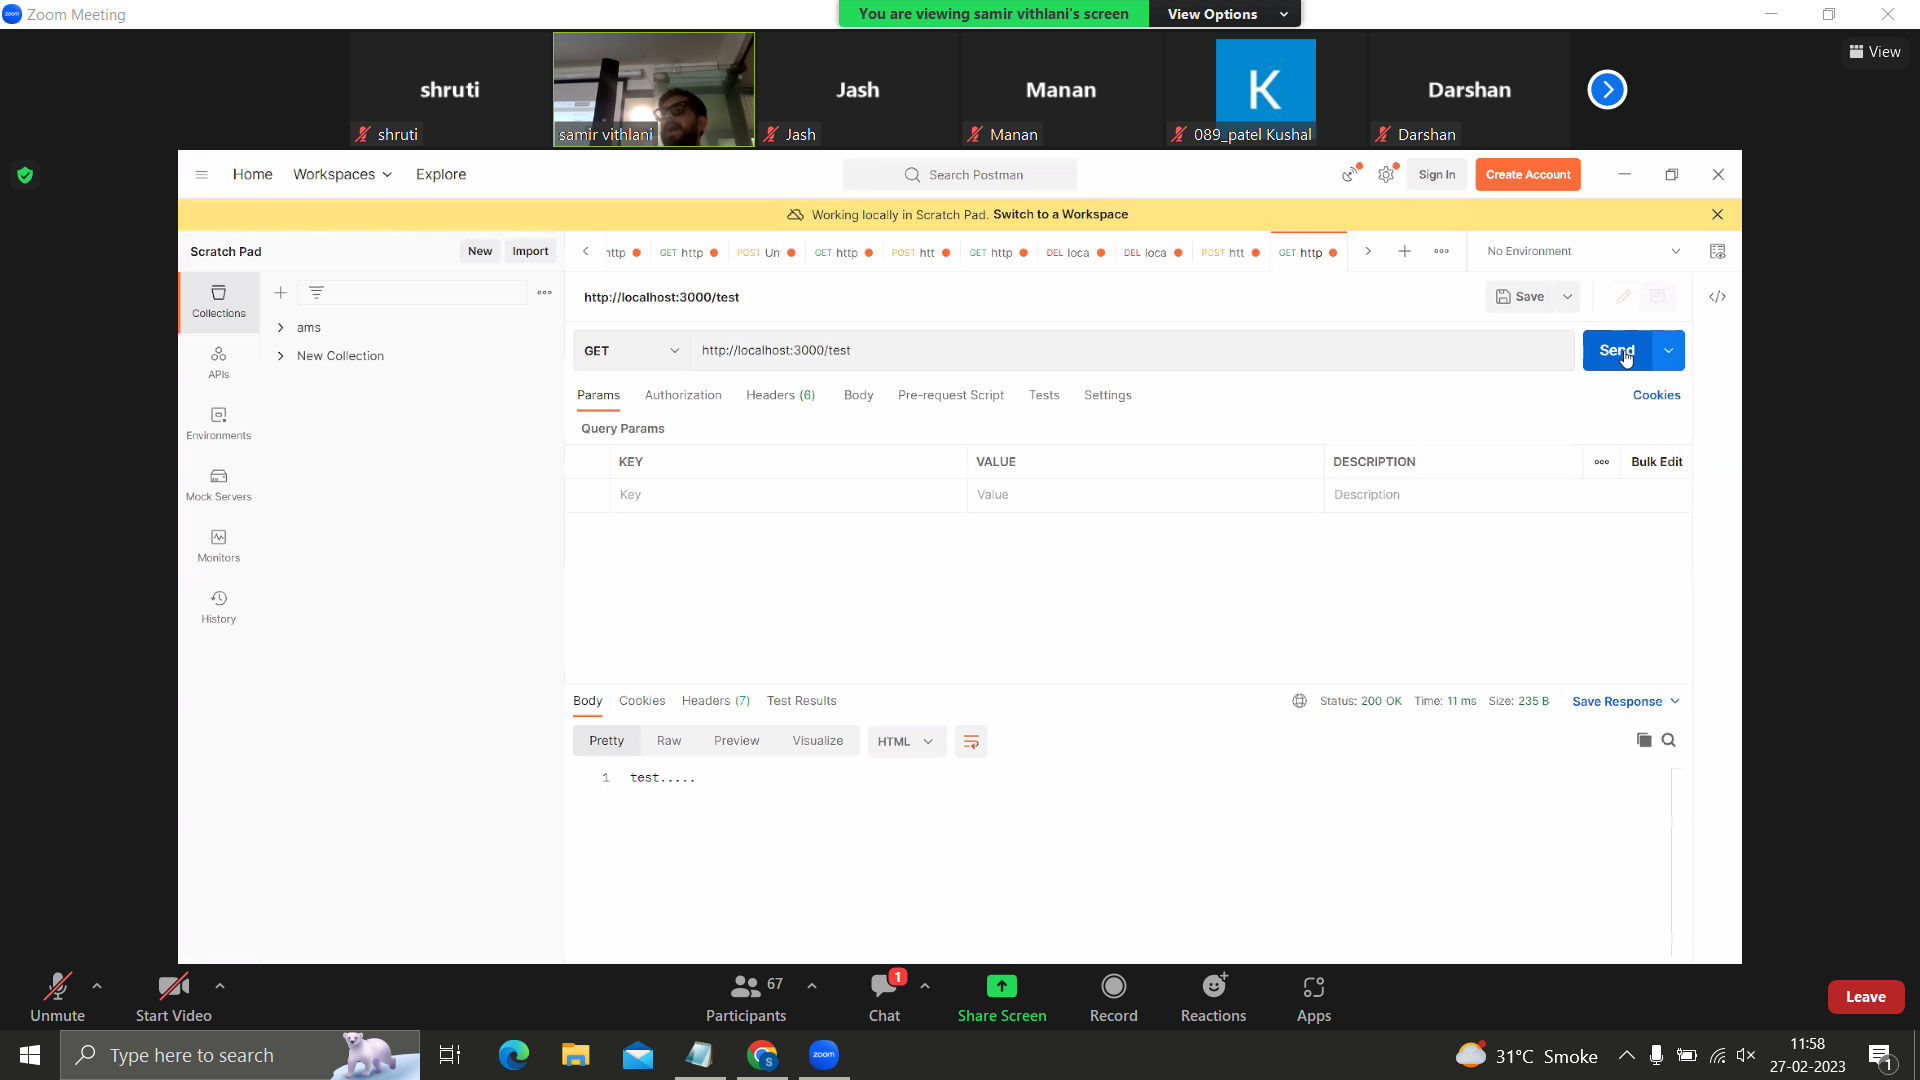 zoom Zoom Meeting
You are viewing samir vithlani's screen View Options
View
shruti
Jash
Manan
K
Darshan
shruti
samir vithlani
Jash
Manan
089_patel Kushal
Darshan
Home Workspaces Explore
Search Postman
Sign In
Create Account
Working locally in Scratch Pad. Switch to a Workspace
Scratch Pad
New
Import
http
GET http
POST Un
GET http
POST htt
GET http
DEL loca
DEL loca
POST htt
GET http
No Environment
Collections
APIs
Environments
Mock Servers
Monitors
History
ams
New Collection
http://localhost:3000/test
Save
GET
http://localhost:3000/test
Send
Params Authorization Headers (6) Body Pre-request Script Tests Settings
Cookies
Query Params
KEY VALUE DESCRIPTION Bulk Edit
Key Value Description
Body Cookies Headers (7) Test Results
Status: 200 OK Time: 11 ms Size: 235 B
Save Response
Pretty Raw Preview Visualize HTML
1 test.....
Unmute
Start Video
67
Participants
1
Chat
Share Screen
Record
Reactions
Apps
Leave
Type here to search
zoom
31°C Smoke
11:58
27-02-2023
1